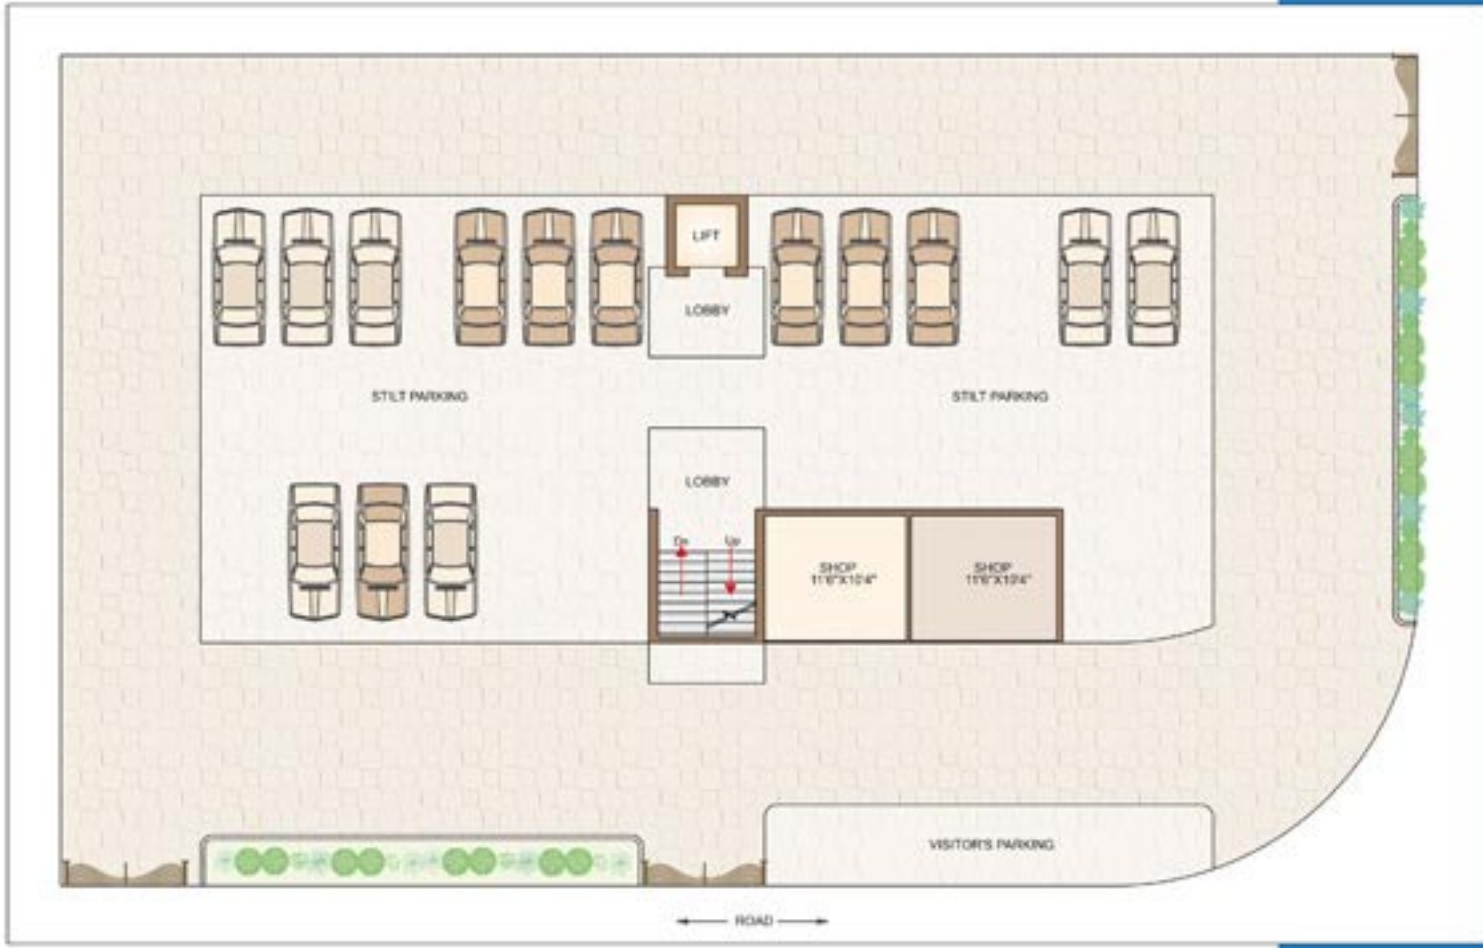 LIFT
LOBBY
STILT PARKING
STILT PARKING
LOBBY
Dn
Up
SHOP
11'6"X10'4"
SHOP
11'6"X10'4"
VISITOR'S PARKING
ROAD